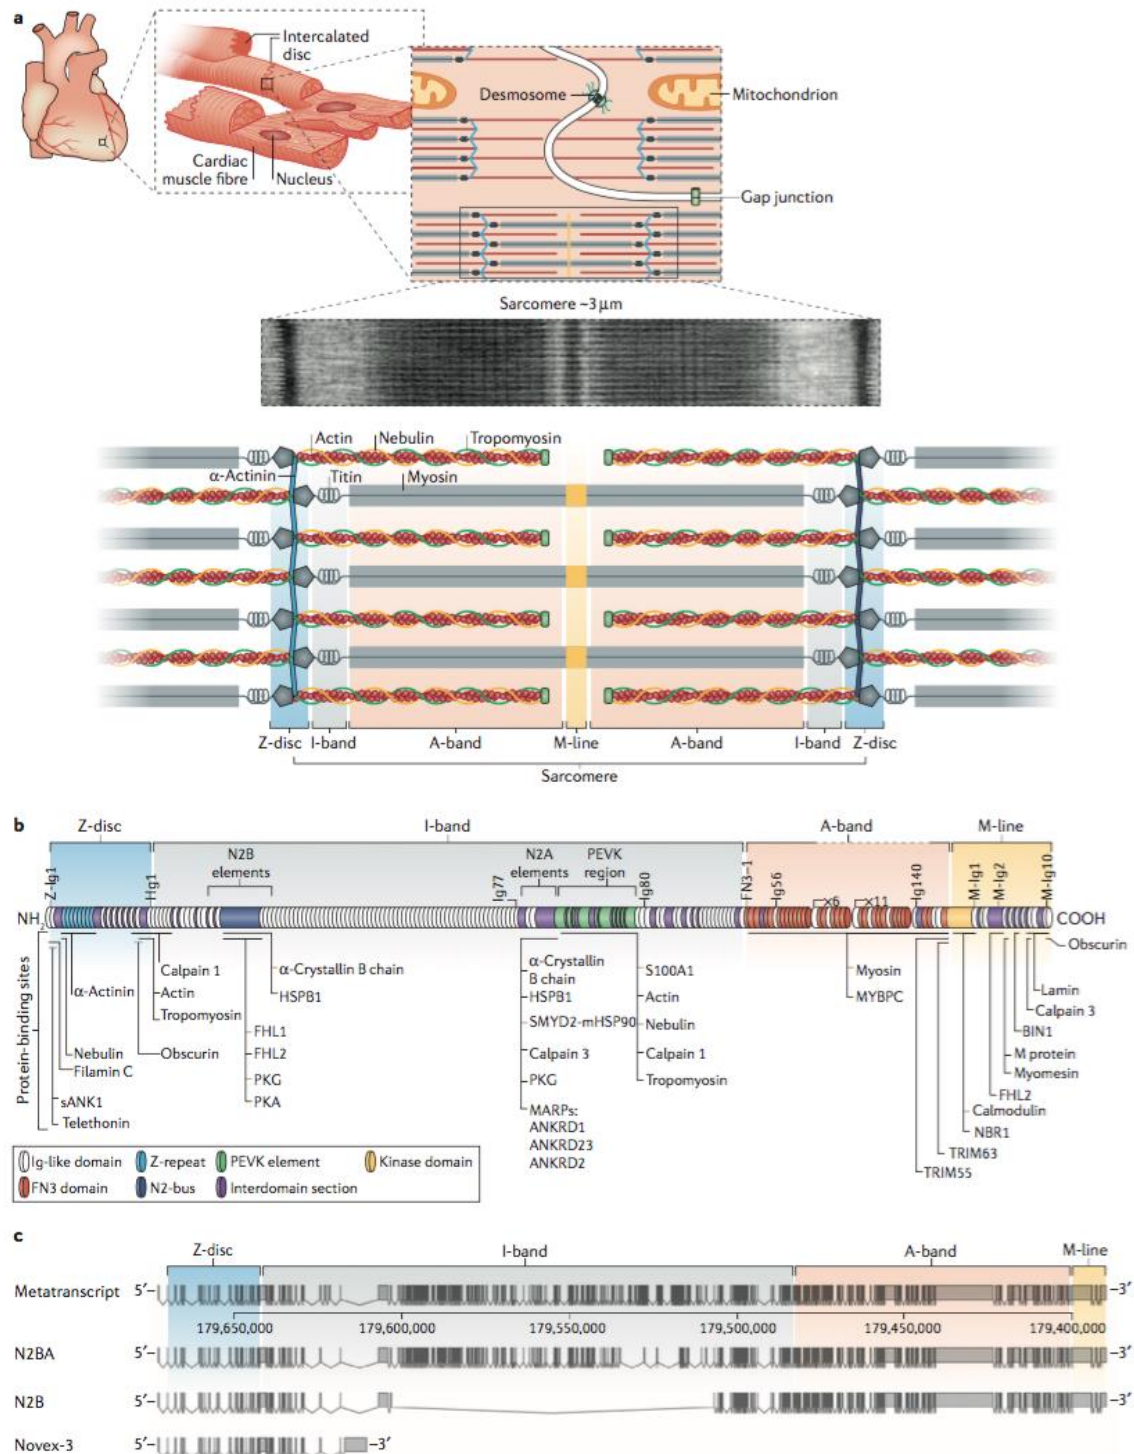 a
Intercalated
disc
Desmosome
Mitochondrion
Cardiac
muscle fibre
Nucleus
Gap junction
Sarcomere ~3 μm
Actin
Nebulin
Tropomyosin
α-Actinin
Titin
Myosin
Z-disc
I-band
A-band
M-line
A-band
I-band
Z-disc
Sarcomere
b
Z-disc
I-band
A-band
M-line
N2B
elements
N2A
elements
PEVK
region
Z-Ig1
Ig1
Ig77
Ig80
FN3-1
Ig56
Ig140
M-Ig1
M-Ig2
M-Ig10
×6
×11
NH2
COOH
Protein-binding sites
α-Actinin
Nebulin
Filamin C
sANK1
Telethonin
Calpain 1
Actin
Tropomyosin
Obscurin
α-Crystallin B chain
HSPB1
FHL1
FHL2
PKG
PKA
α-Crystallin
B chain
HSPB1
SMYD2-mHSP90
Calpain 3
PKG
MARPs:
ANKRD1
ANKRD23
ANKRD2
S100A1
Actin
Nebulin
Calpain 1
Tropomyosin
Myosin
MYBPC
Obscurin
Lamin
Calpain 3
BIN1
M protein
Myomesin
FHL2
Calmodulin
NBR1
TRIM63
TRIM55
Ig-like domain
Z-repeat
PEVK element
Kinase domain
FN3 domain
N2-bus
Interdomain section
c
Z-disc
I-band
A-band
M-line
Metatranscript 5′ –3′
179,650,000 179,600,000 179,550,000 179,500,000 179,450,000 179,400,000
N2BA 5′ –3′
N2B 5′ –3′
Novex-3 5′ –3′